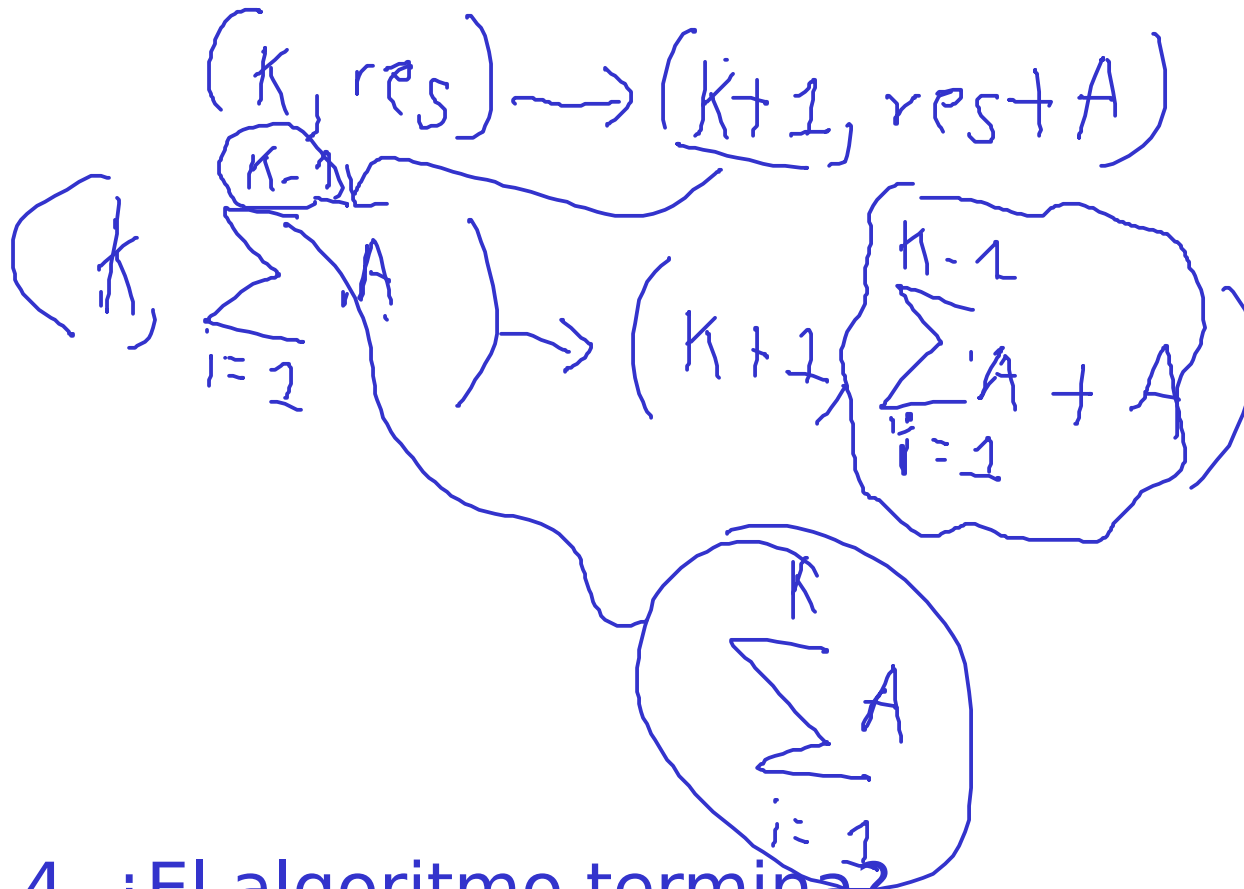 (K, res) → (K+1, res + A)
(K, ∑_{i=1}^{K-1} A) → (K+1, ∑_{i=1}^{K-1} A + A)
∑_{i=1}^{K} A
4. ¿El algoritmo termina?